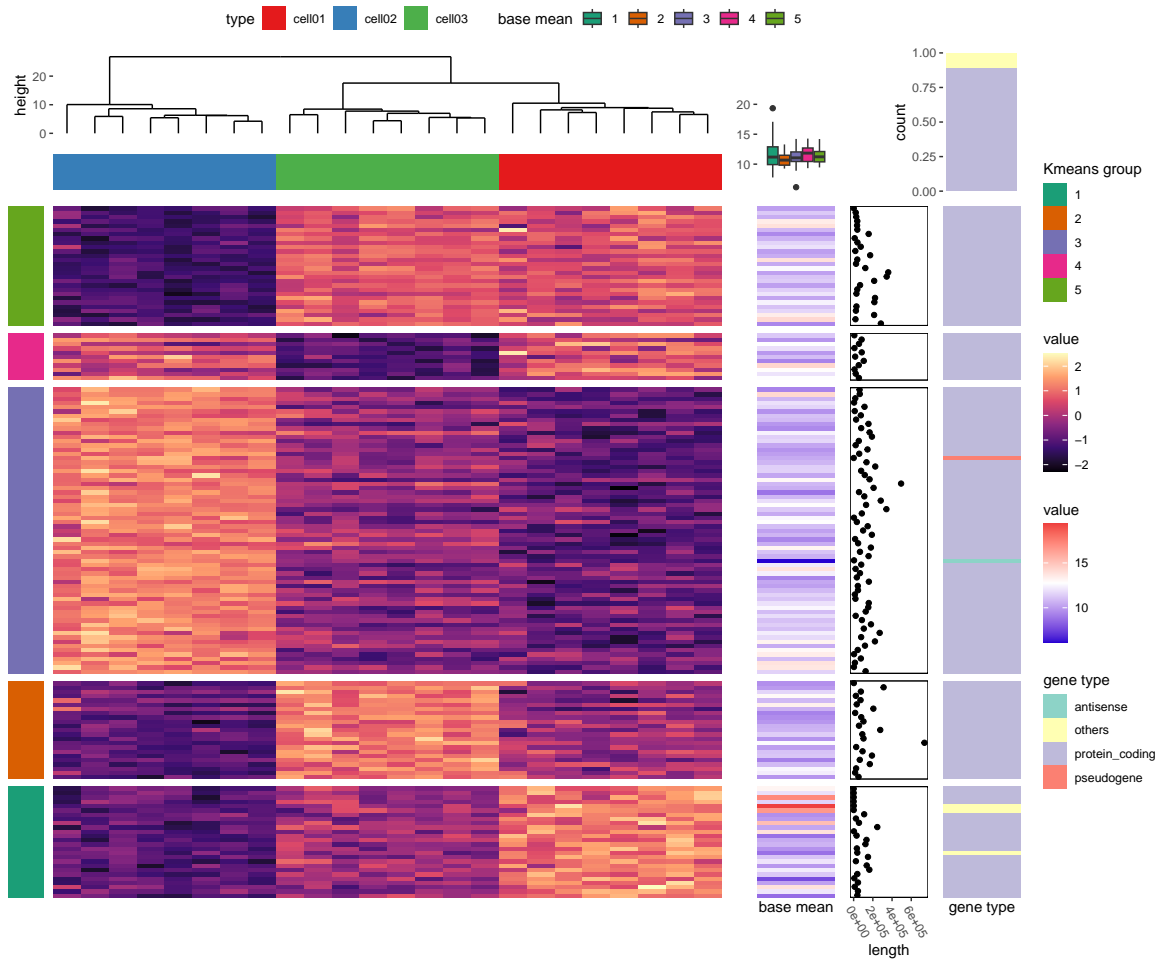 type cell01 cell02 cell03 base mean 1 2 3 4 5
height
20
10
0
20
15
10
count
1.00
0.75
0.50
0.25
0.00
Kmeans group
1
2
3
4
5
value
2
1
0
−1
−2
value
15
10
gene type
antisense
others
protein_coding
pseudogene
base mean
0e+00
2e+05
4e+05
6e+05
length
gene type